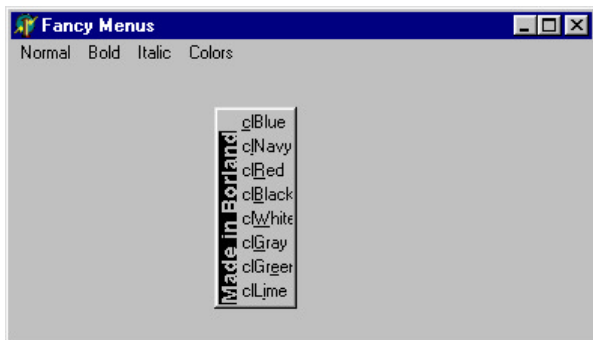 Fancy Menus
Normal Bold Italic Colors
Made in Borland
clBlue
clNavy
clRed
clBlack
clWhite
clGray
clGreen
clLime